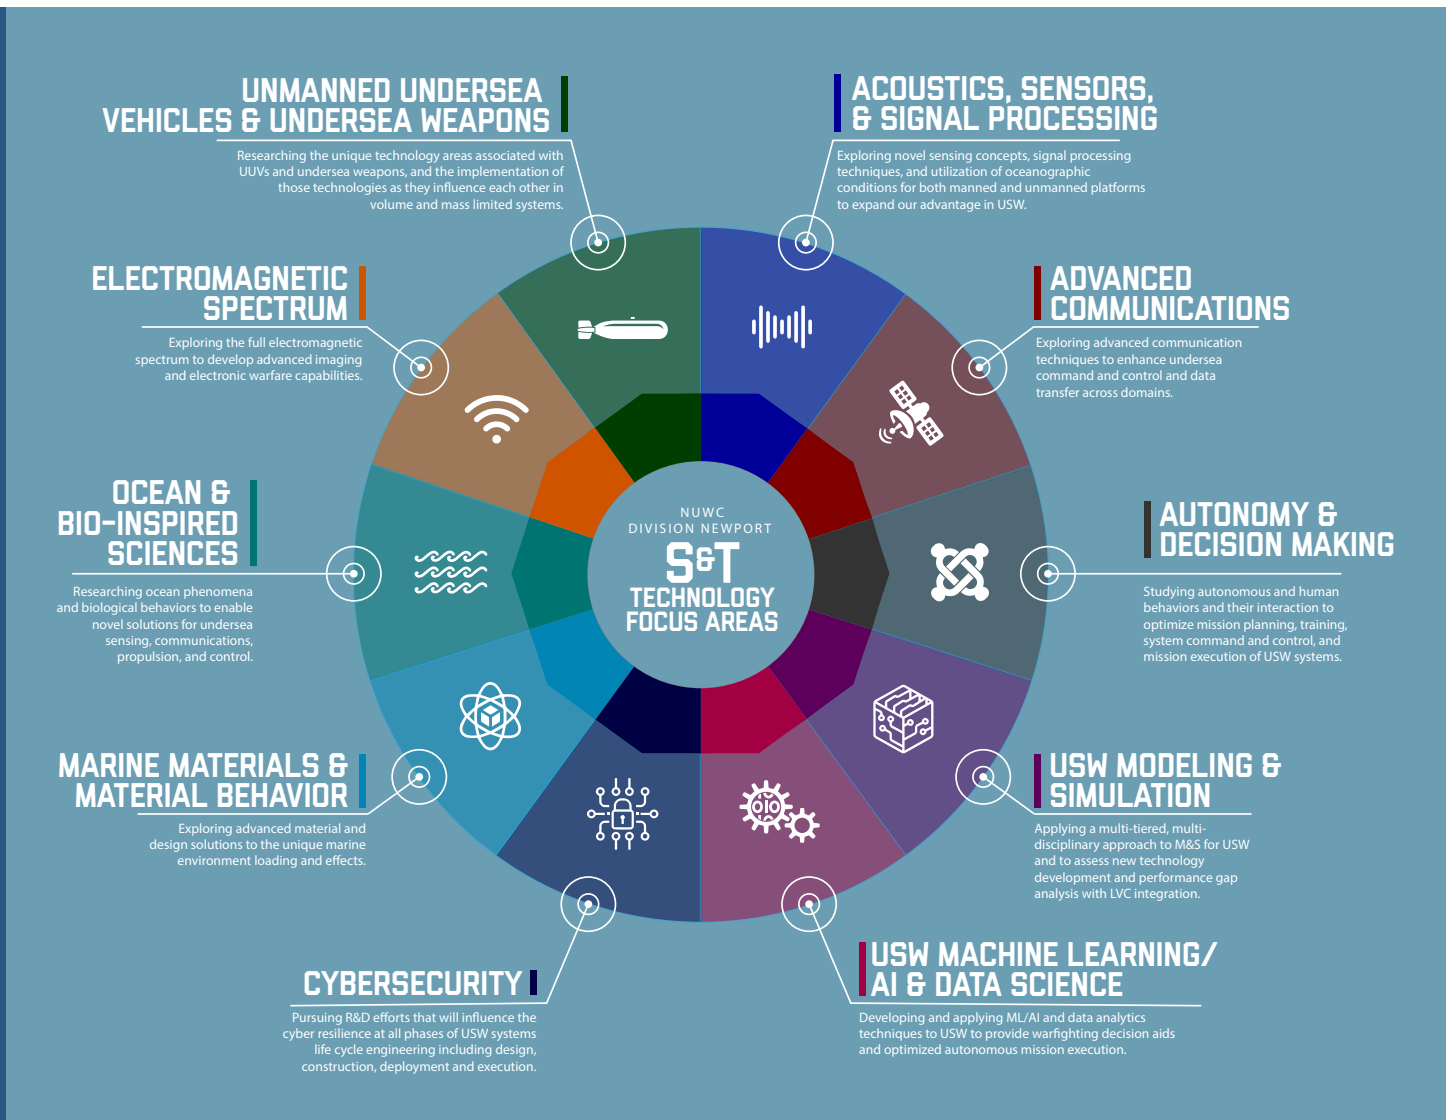 UNMANNED UNDERSEA
VEHICLES & UNDERSEA WEAPONS
Researching the unique technology areas associated with
UUVs and undersea weapons, and the implementation of
those technologies as they influence each other in
volume and mass limited systems.
ACOUSTICS, SENSORS,
& SIGNAL PROCESSING
Exploring novel sensing concepts, signal processing
techniques, and utilization of oceanographic
conditions for both manned and unmanned platforms
to expand our advantage in USW.
ELECTROMAGNETIC
SPECTRUM
Exploring the full electromagnetic
spectrum to develop advanced imaging
and electronic warfare capabilities.
ADVANCED
COMMUNICATIONS
Exploring advanced communication
techniques to enhance undersea
command and control and data
transfer across domains.
OCEAN &
BIO-INSPIRED
SCIENCES
Researching ocean phenomena
and biological behaviors to enable
novel solutions for undersea
sensing, communications,
propulsion, and control.
NUWC
DIVISION NEWPORT
S&T
TECHNOLOGY
FOCUS AREAS
AUTONOMY &
DECISION MAKING
Studying autonomous and human
behaviors and their interaction to
optimize mission planning, training,
system command and control, and
mission execution of USW systems.
MARINE MATERIALS &
MATERIAL BEHAVIOR
Exploring advanced material and
design solutions to the unique marine
environment loading and effects.
USW MODELING &
SIMULATION
Applying a multi-tiered, multi-
disciplinary approach to M&S for USW
and to assess new technology
development and performance gap
analysis with LVC integration.
010
CYBERSECURITY
Pursuing R&D efforts that will influence the
cyber resilience at all phases of USW systems
life cycle engineering including design,
construction, deployment and execution.
USW MACHINE LEARNING/
AI & DATA SCIENCE
Developing and applying ML/AI and data analytics
techniques to USW to provide warfighting decision aids
and optimized autonomous mission execution.